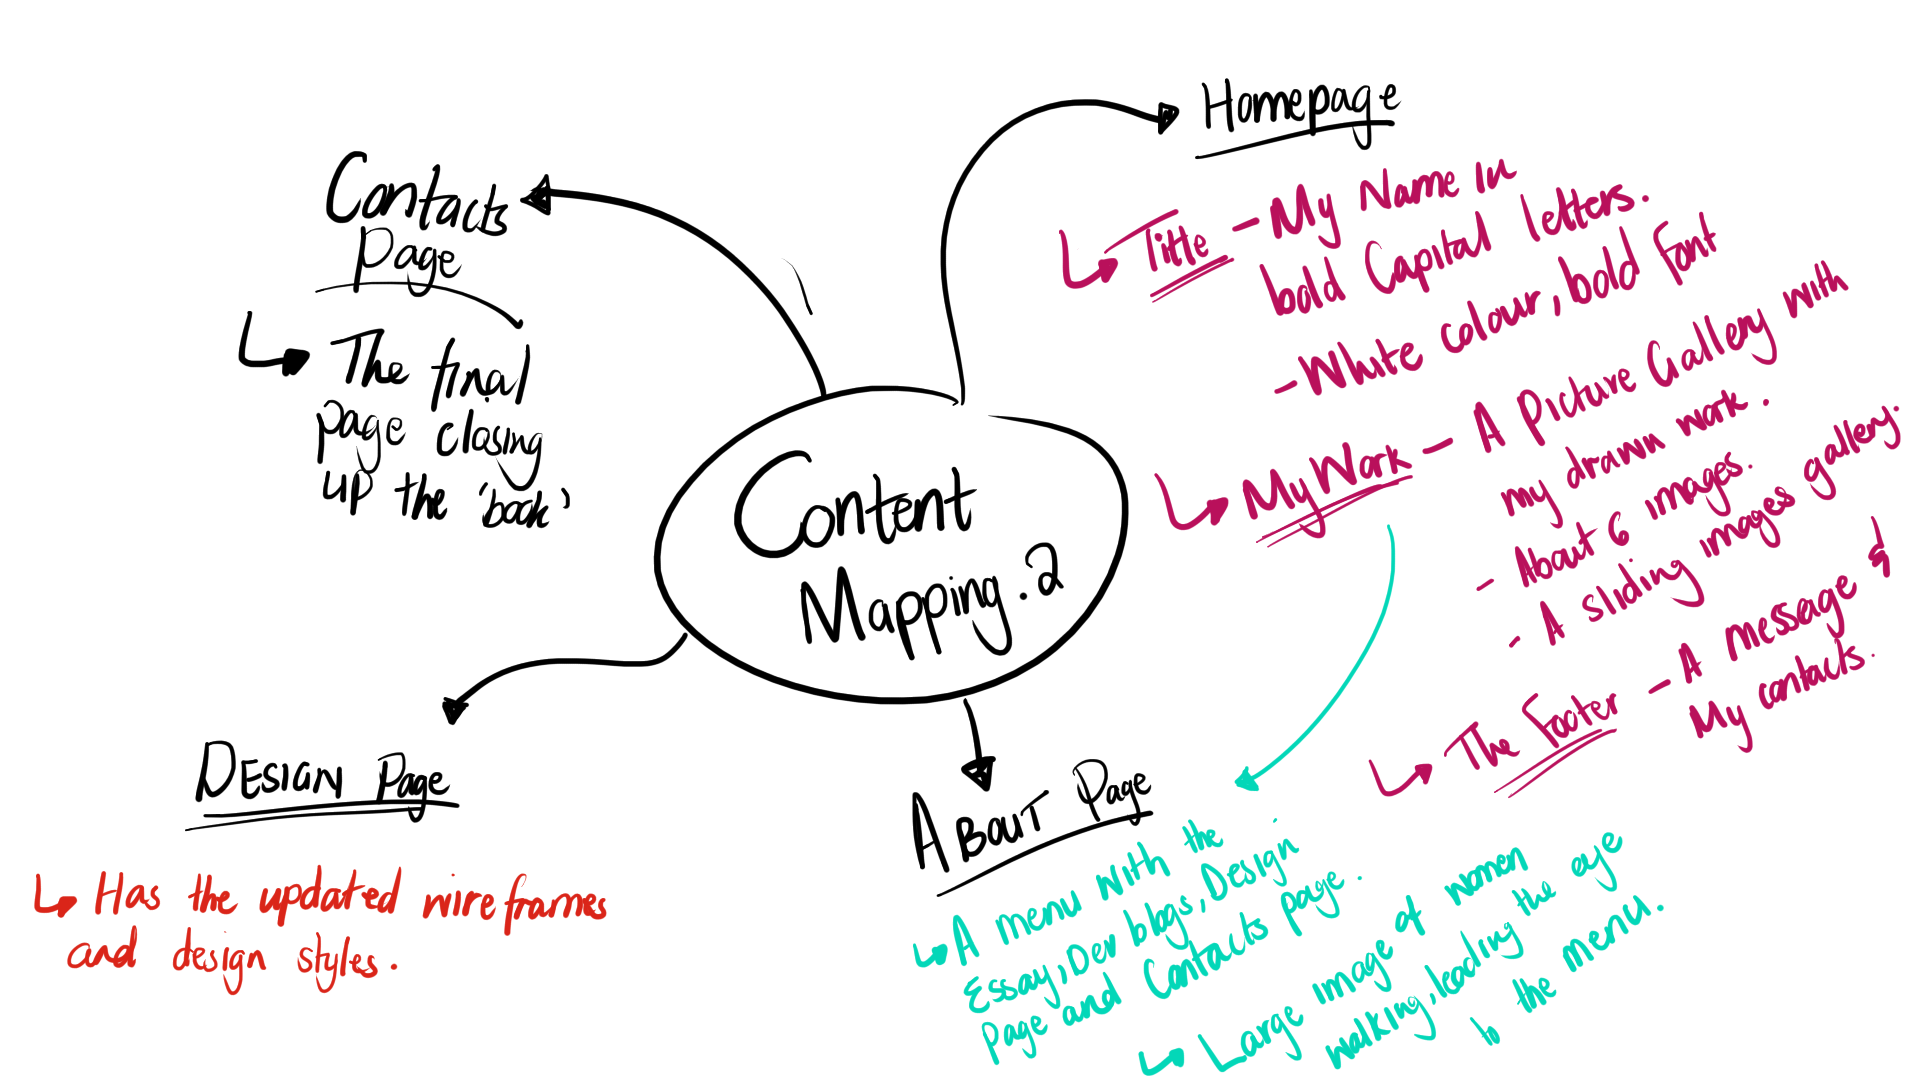 Content
Mapping.2
Homepage
Title - My Name in
bold Capital letters.
- White colour, bold font
My Work - A Picture Gallery with
my drawn work.
- About 6 images.
- A sliding images gallery.
The Footer - A message &
My contacts.
Contacts
Page
The final
page closing
up the 'book'
Design Page
Has the updated wireframes
and design styles.
About Page
A menu with the
Essay, Dev blogs, Design
Page and Contacts page.
Large image of women
walking, leading the eye
to the menu.